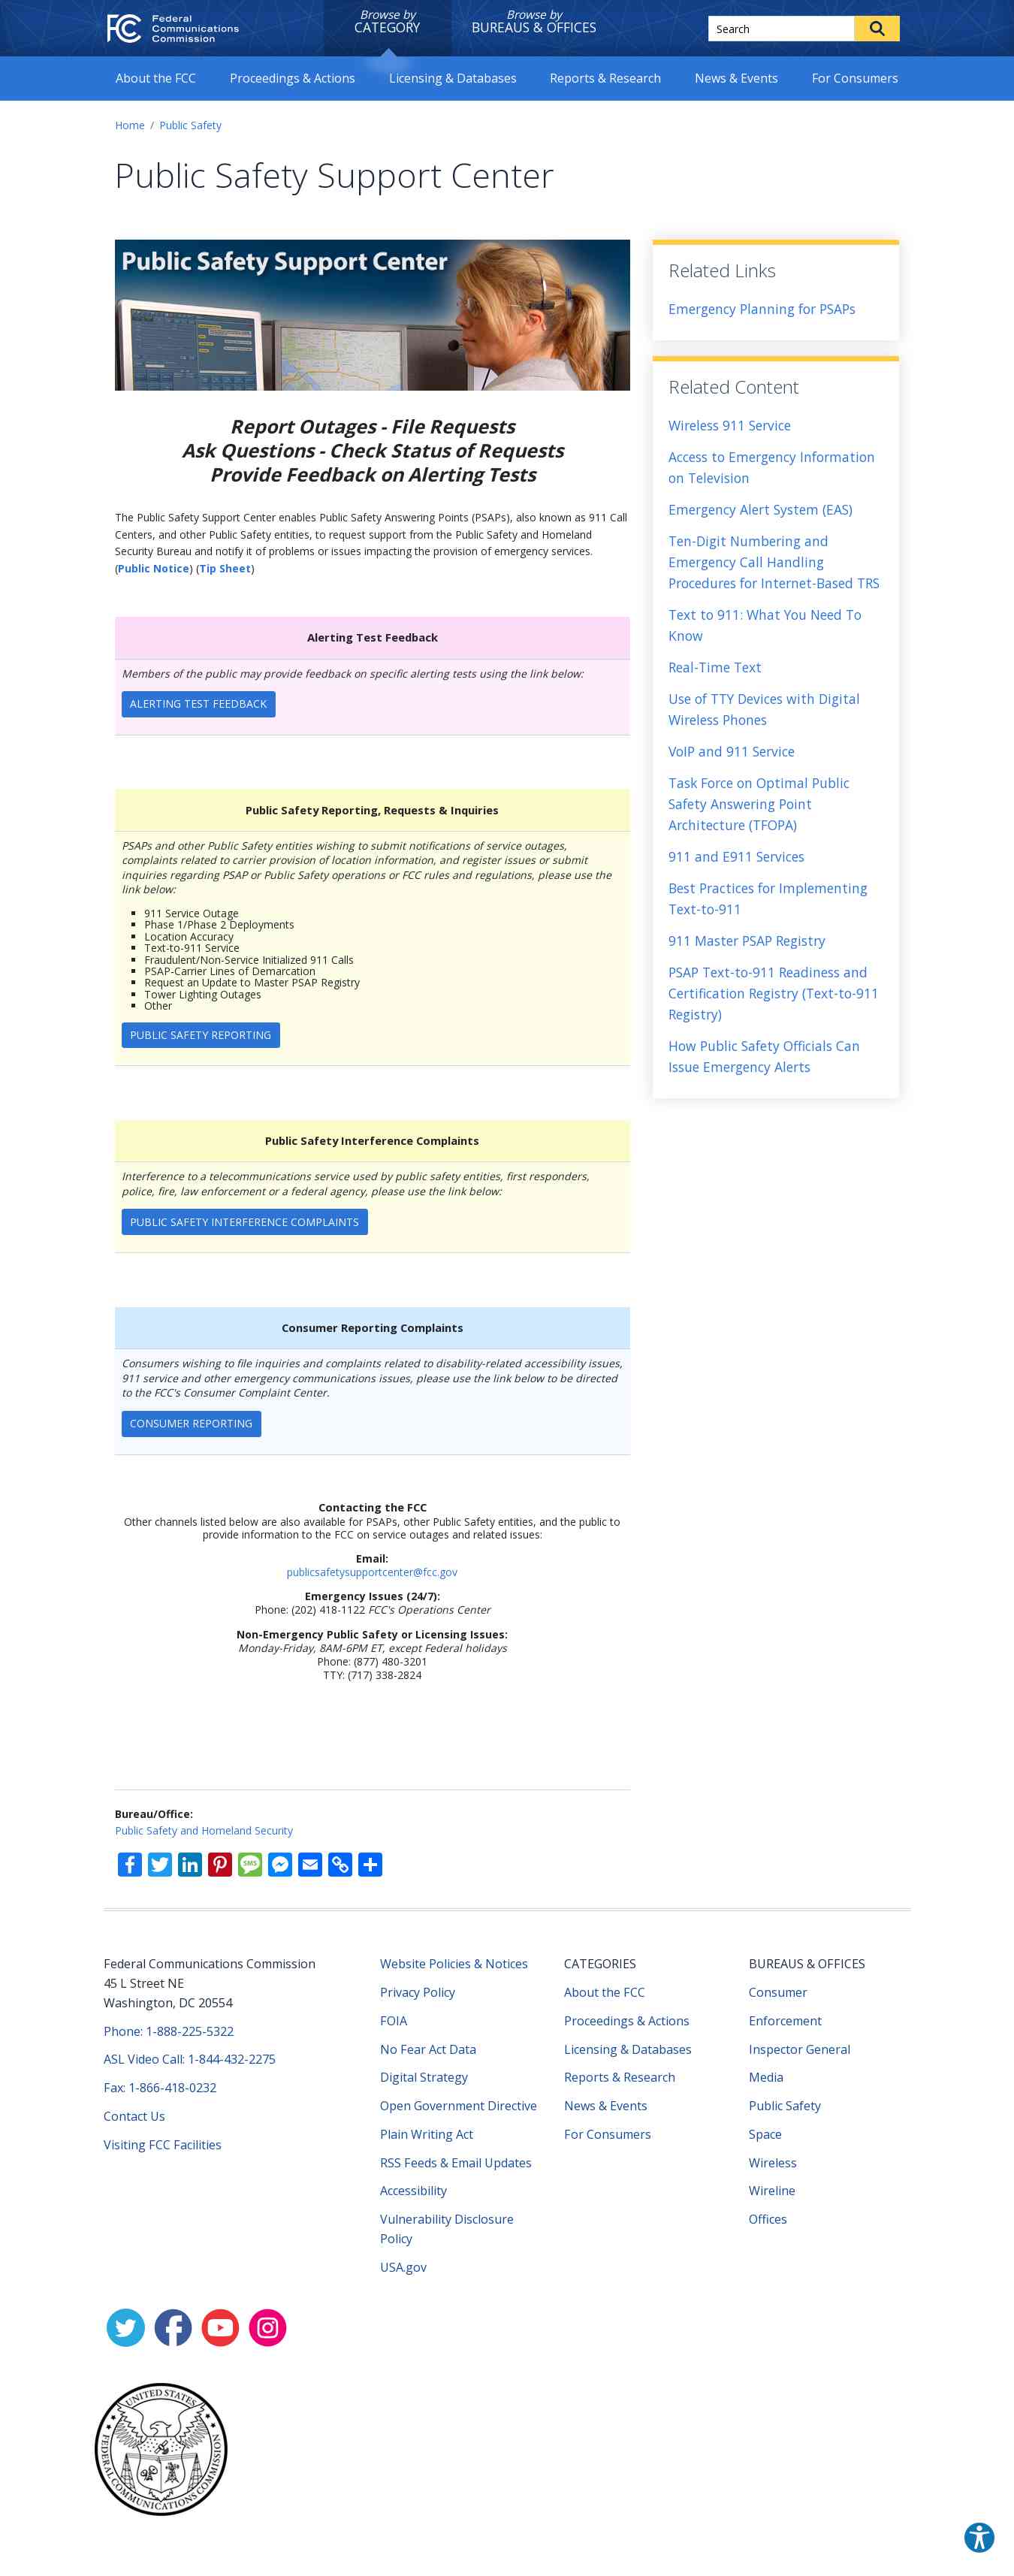 Federal
Communications
Commission
Browse by
CATEGORY
Browse by
BUREAUS & OFFICES
Search
About the FCC
Proceedings & Actions
Licensing & Databases
Reports & Research
News & Events
For Consumers
Home / Public Safety
Public Safety Support Center
Public Safety Support Center
Report Outages - File Requests
Ask Questions - Check Status of Requests
Provide Feedback on Alerting Tests
The Public Safety Support Center enables Public Safety Answering Points (PSAPs), also known as 911 Call
Centers, and other Public Safety entities, to request support from the Public Safety and Homeland
Security Bureau and notify it of problems or issues impacting the provision of emergency services.
(Public Notice) (Tip Sheet)
Alerting Test Feedback
Members of the public may provide feedback on specific alerting tests using the link below:
ALERTING TEST FEEDBACK
Public Safety Reporting, Requests & Inquiries
PSAPs and other Public Safety entities wishing to submit notifications of service outages,
complaints related to carrier provision of location information, and register issues or submit
inquiries regarding PSAP or Public Safety operations or FCC rules and regulations, please use the
link below:
911 Service Outage
Phase 1/Phase 2 Deployments
Location Accuracy
Text-to-911 Service
Fraudulent/Non-Service Initialized 911 Calls
PSAP-Carrier Lines of Demarcation
Request an Update to Master PSAP Registry
Tower Lighting Outages
Other
PUBLIC SAFETY REPORTING
Public Safety Interference Complaints
Interference to a telecommunications service used by public safety entities, first responders,
police, fire, law enforcement or a federal agency, please use the link below:
PUBLIC SAFETY INTERFERENCE COMPLAINTS
Consumer Reporting Complaints
Consumers wishing to file inquiries and complaints related to disability-related accessibility issues,
911 service and other emergency communications issues, please use the link below to be directed
to the FCC's Consumer Complaint Center.
CONSUMER REPORTING
Contacting the FCC
Other channels listed below are also available for PSAPs, other Public Safety entities, and the public to
provide information to the FCC on service outages and related issues:
Email:
publicsafetysupportcenter@fcc.gov
Emergency Issues (24/7):
Phone: (202) 418-1122 FCC's Operations Center
Non-Emergency Public Safety or Licensing Issues:
Monday-Friday, 8AM-6PM ET, except Federal holidays
Phone: (877) 480-3201
TTY: (717) 338-2824
Bureau/Office:
Public Safety and Homeland Security
SMS
Related Links
Emergency Planning for PSAPs
Related Content
Wireless 911 Service
Access to Emergency Information
on Television
Emergency Alert System (EAS)
Ten-Digit Numbering and
Emergency Call Handling
Procedures for Internet-Based TRS
Text to 911: What You Need To
Know
Real-Time Text
Use of TTY Devices with Digital
Wireless Phones
VoIP and 911 Service
Task Force on Optimal Public
Safety Answering Point
Architecture (TFOPA)
911 and E911 Services
Best Practices for Implementing
Text-to-911
911 Master PSAP Registry
PSAP Text-to-911 Readiness and
Certification Registry (Text-to-911
Registry)
How Public Safety Officials Can
Issue Emergency Alerts
Federal Communications Commission
45 L Street NE
Washington, DC 20554
Phone: 1-888-225-5322
ASL Video Call: 1-844-432-2275
Fax: 1-866-418-0232
Contact Us
Visiting FCC Facilities
Website Policies & Notices
Privacy Policy
FOIA
No Fear Act Data
Digital Strategy
Open Government Directive
Plain Writing Act
RSS Feeds & Email Updates
Accessibility
Vulnerability Disclosure
Policy
USA.gov
CATEGORIES
About the FCC
Proceedings & Actions
Licensing & Databases
Reports & Research
News & Events
For Consumers
BUREAUS & OFFICES
Consumer
Enforcement
Inspector General
Media
Public Safety
Space
Wireless
Wireline
Offices
UNITED STATES
FEDERAL COMMUNICATIONS COMMISSION